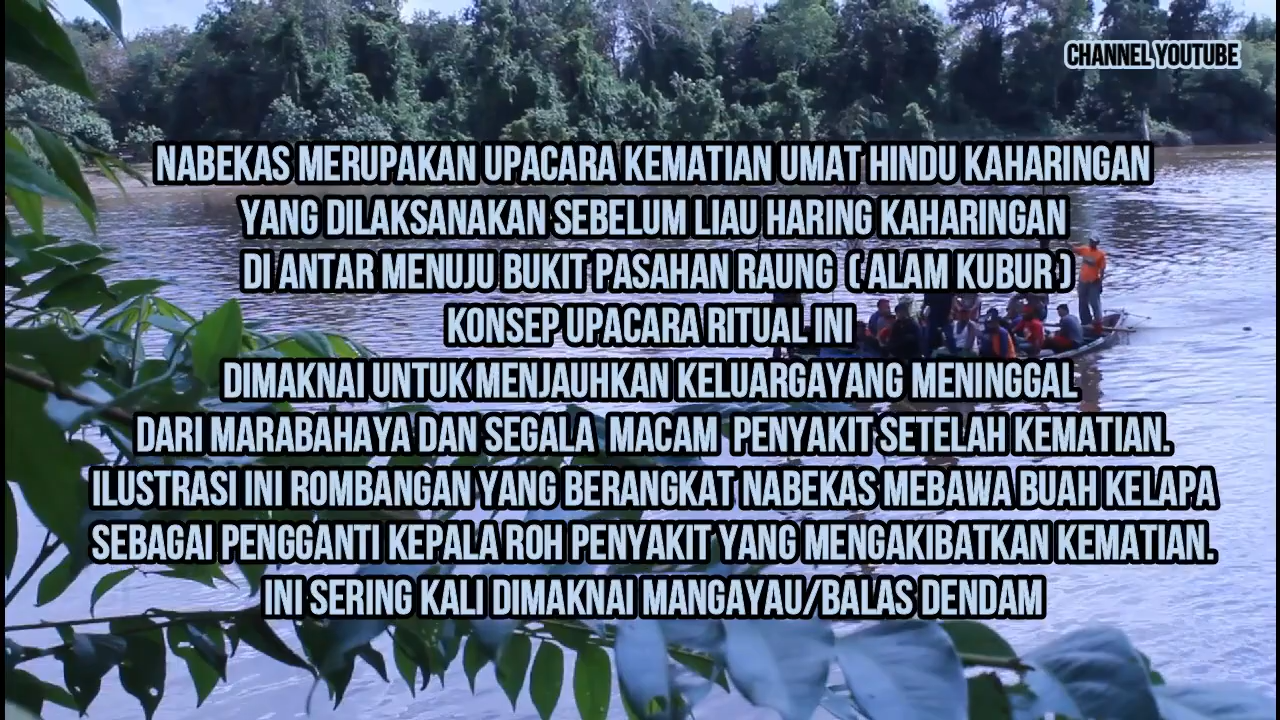 CHANNEL YOUTUBE
NABEKAS MERUPAKAN UPACARA KEMATIAN UMAT HINDU KAHARINGAN
YANG DILAKSANAKAN SEBELUM LIAU HARING KAHARINGAN
DI ANTAR MENUJU BUKIT PASAHAN RAUNG ( ALAM KUBUR )
KONSEP UPACARA RITUAL INI
DIMAKNAI UNTUK MENJAUHKAN KELUARGAYANG MENINGGAL
DARI MARABAHAYA DAN SEGALA MACAM PENYAKIT SETELAH KEMATIAN.
ILUSTRASI INI ROMBANGAN YANG BERANGKAT NABEKAS MEBAWA BUAH KELAPA
SEBAGAI PENGGANTI KEPALA ROH PENYAKIT YANG MENGAKIBATKAN KEMATIAN.
INI SERING KALI DIMAKNAI MANGAYAU/BALAS DENDAM